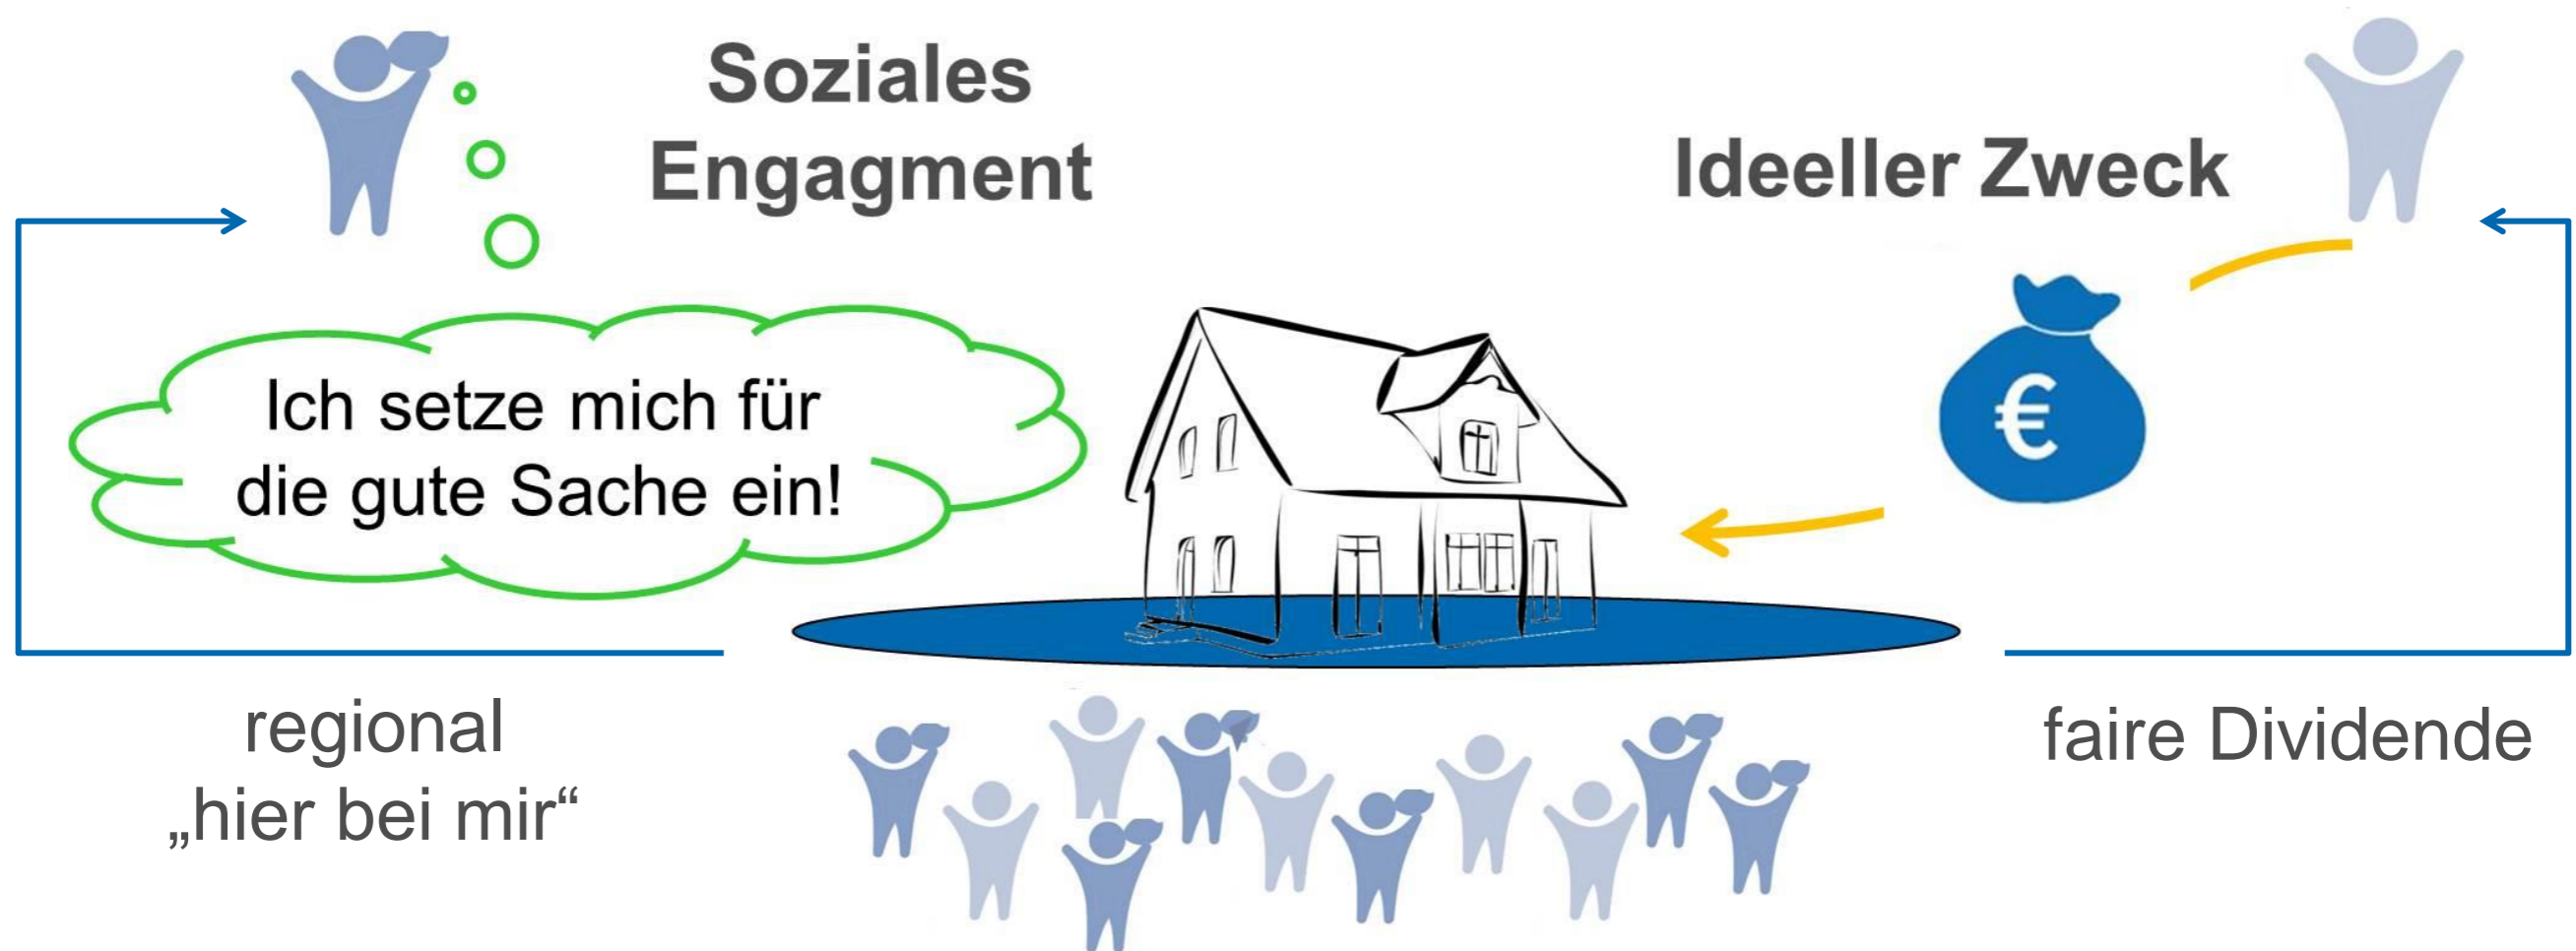 Soziales
Engagment
Ideeller Zweck
Ich setze mich für
die gute Sache ein!
€
regional
„hier bei mir“
faire Dividende